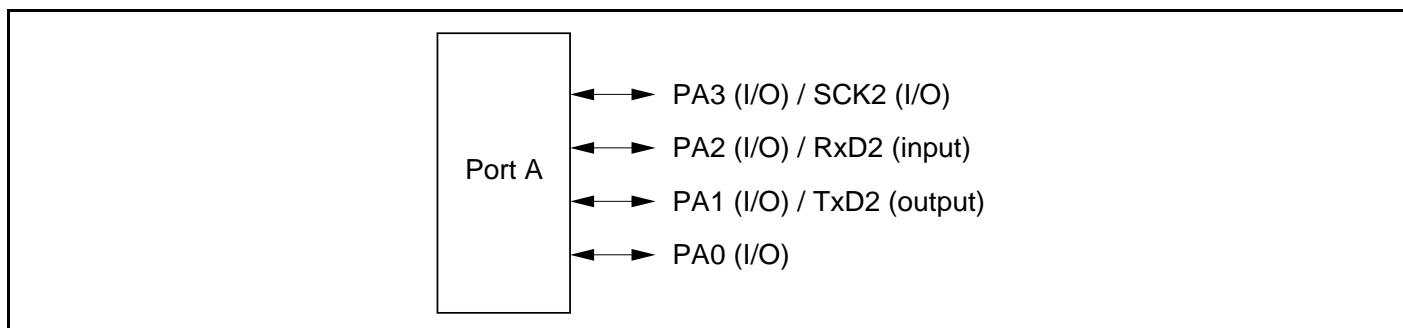 PA3 (I/O) / SCK2 (I/O)
PA2 (I/O) / RxD2 (input)
Port A
PA1 (I/O) / TxD2 (output)
PA0 (I/O)